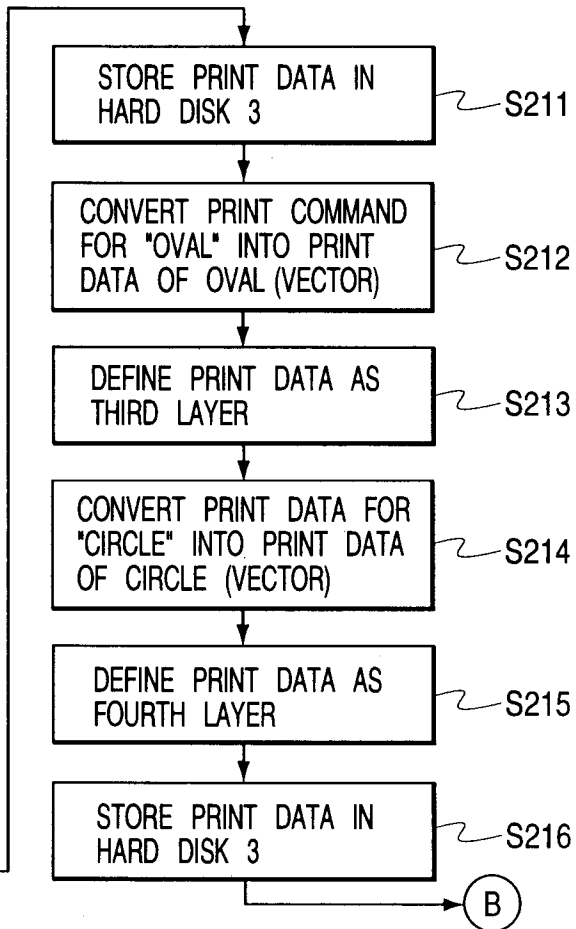 STORE PRINT DATA IN
HARD DISK 3
S211
CONVERT PRINT COMMAND
FOR "OVAL" INTO PRINT
DATA OF OVAL (VECTOR)
S212
DEFINE PRINT DATA AS
THIRD LAYER
S213
CONVERT PRINT DATA FOR
"CIRCLE" INTO PRINT DATA
OF CIRCLE (VECTOR)
S214
DEFINE PRINT DATA AS
FOURTH LAYER
S215
STORE PRINT DATA IN
HARD DISK 3
S216
B